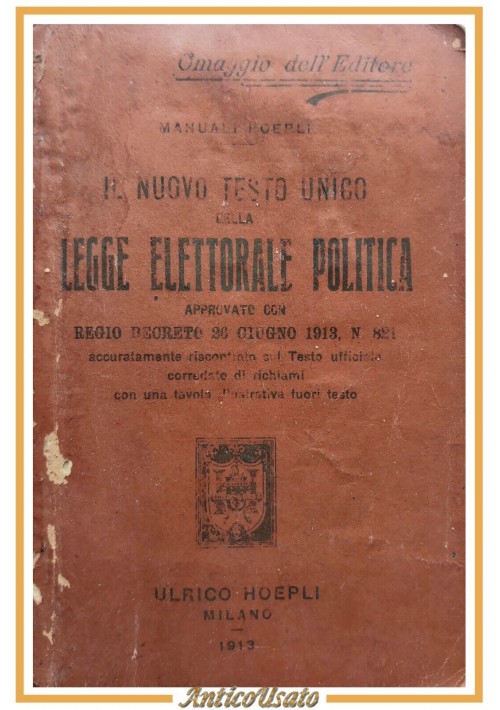 Omaggio dell'Editore
MANUALI HOEPLI
IL NUOVO TESTO UNICO
DELLA
LEGGE ELETTORALE POLITICA
APPROVATO CON
REGIO DECRETO 26 GIUGNO 1913, N. 821
accuratamente riscontrato sul Testo ufficiale
corredato di richiami
con una tavola illustrativa fuori testo
ULRICO HOEPLI
MILANO
1913
AnticoUsato